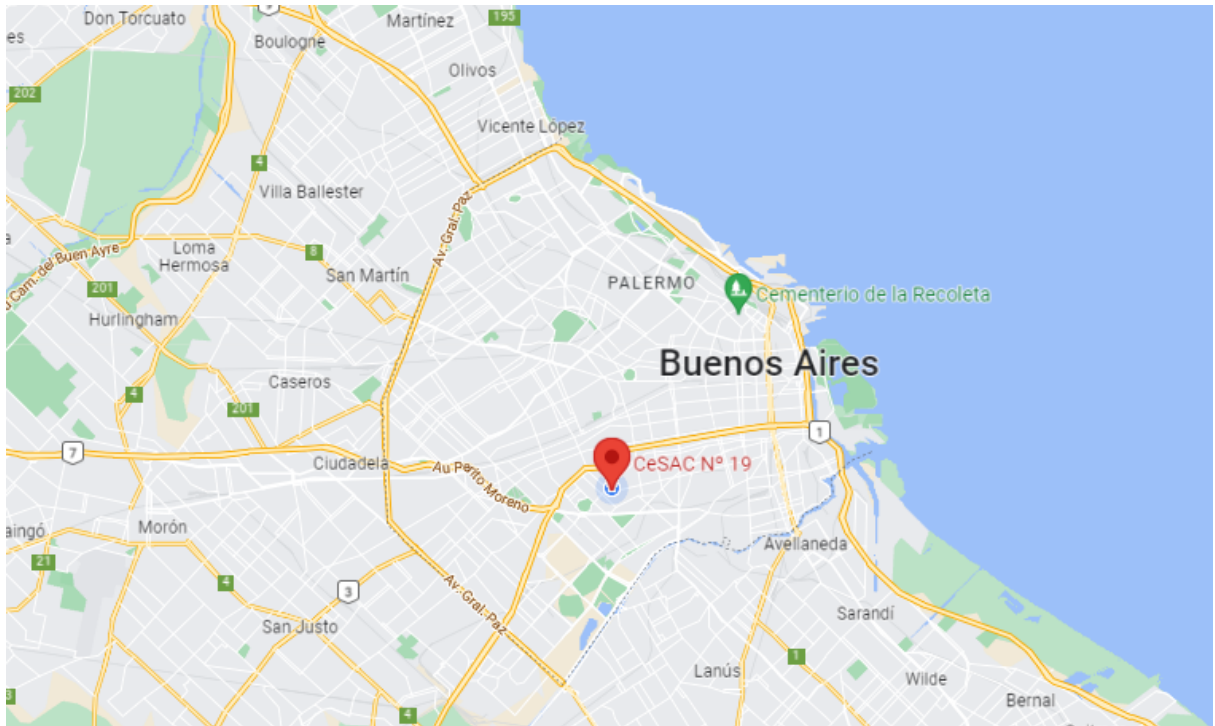 Don Torcuato
Martínez
195
es
Boulogne
Olivos
202
Vicente López
4
Villa Ballester
Av. Gral. Paz
Cam. del Buen Ayre
Loma
Hermosa
8
San Martín
PALERMO
Cementerio de la Recoleta
201
Hurlingham
Buenos Aires
Caseros
4
201
1
7
Ciudadela
Au Perito Moreno
CeSAC Nº 19
aingó
Morón
Avellaneda
21
4
3
Av. Gral. Paz
Sarandí
San Justo
1
Lanús
Wilde
Bernal
4